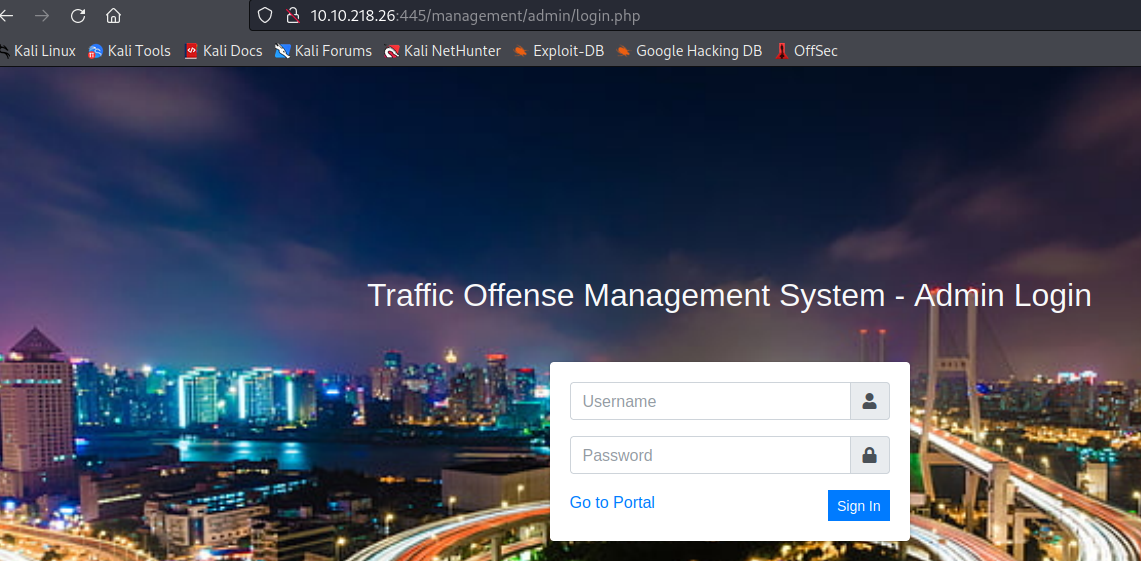 10.10.218.26:445/management/admin/login.php
Kali Linux Kali Tools Kali Docs Kali Forums Kali NetHunter Exploit-DB Google Hacking DB OffSec
Traffic Offense Management System - Admin Login
Username
Password
Go to Portal Sign In